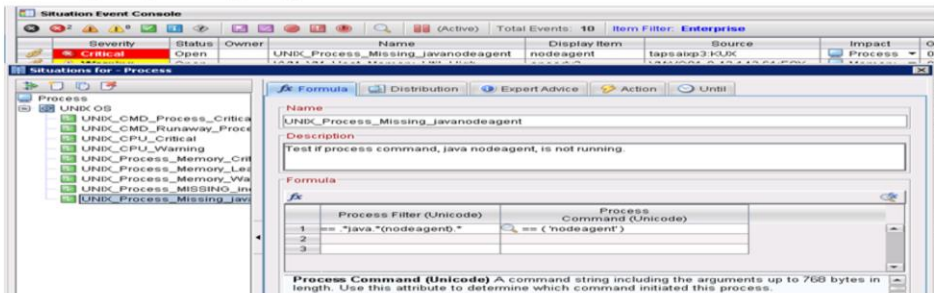 Situation Event Console
(Active) Total Events: 10 Item Filter: Enterprise
Severity Status Owner Name Display Item Source Impact
Critical Open UNIX_Process_Missing_javanodeagent nodeagent tapsaixp3:KUX Process
Situations for - Process
Process
UNIX OS
UNIX_CMD_Process_Critica
UNIX_CMD_Runaway_Proce
UNIX_CPU_Critical
UNIX_CPU_Warning
UNIX_Process_Memory_Crit
UNIX_Process_Memory_Lea
UNIX_Process_Memory_Wa
UNIX_Process_MISSING_in
UNIX_Process_Missing_java
fx Formula Distribution Expert Advice Action Until
Name
UNIX_Process_Missing_javanodeagent
Description
Test if process command, java nodeagent, is not running.
Formula
fx
Process Filter (Unicode) Process Command (Unicode)
1 == .*java.*(nodeagent).* == ( 'nodeagent' )
2
3
Process Command (Unicode) A command string including the arguments up to 768 bytes in
length. Use this attribute to determine which command initiated this process.